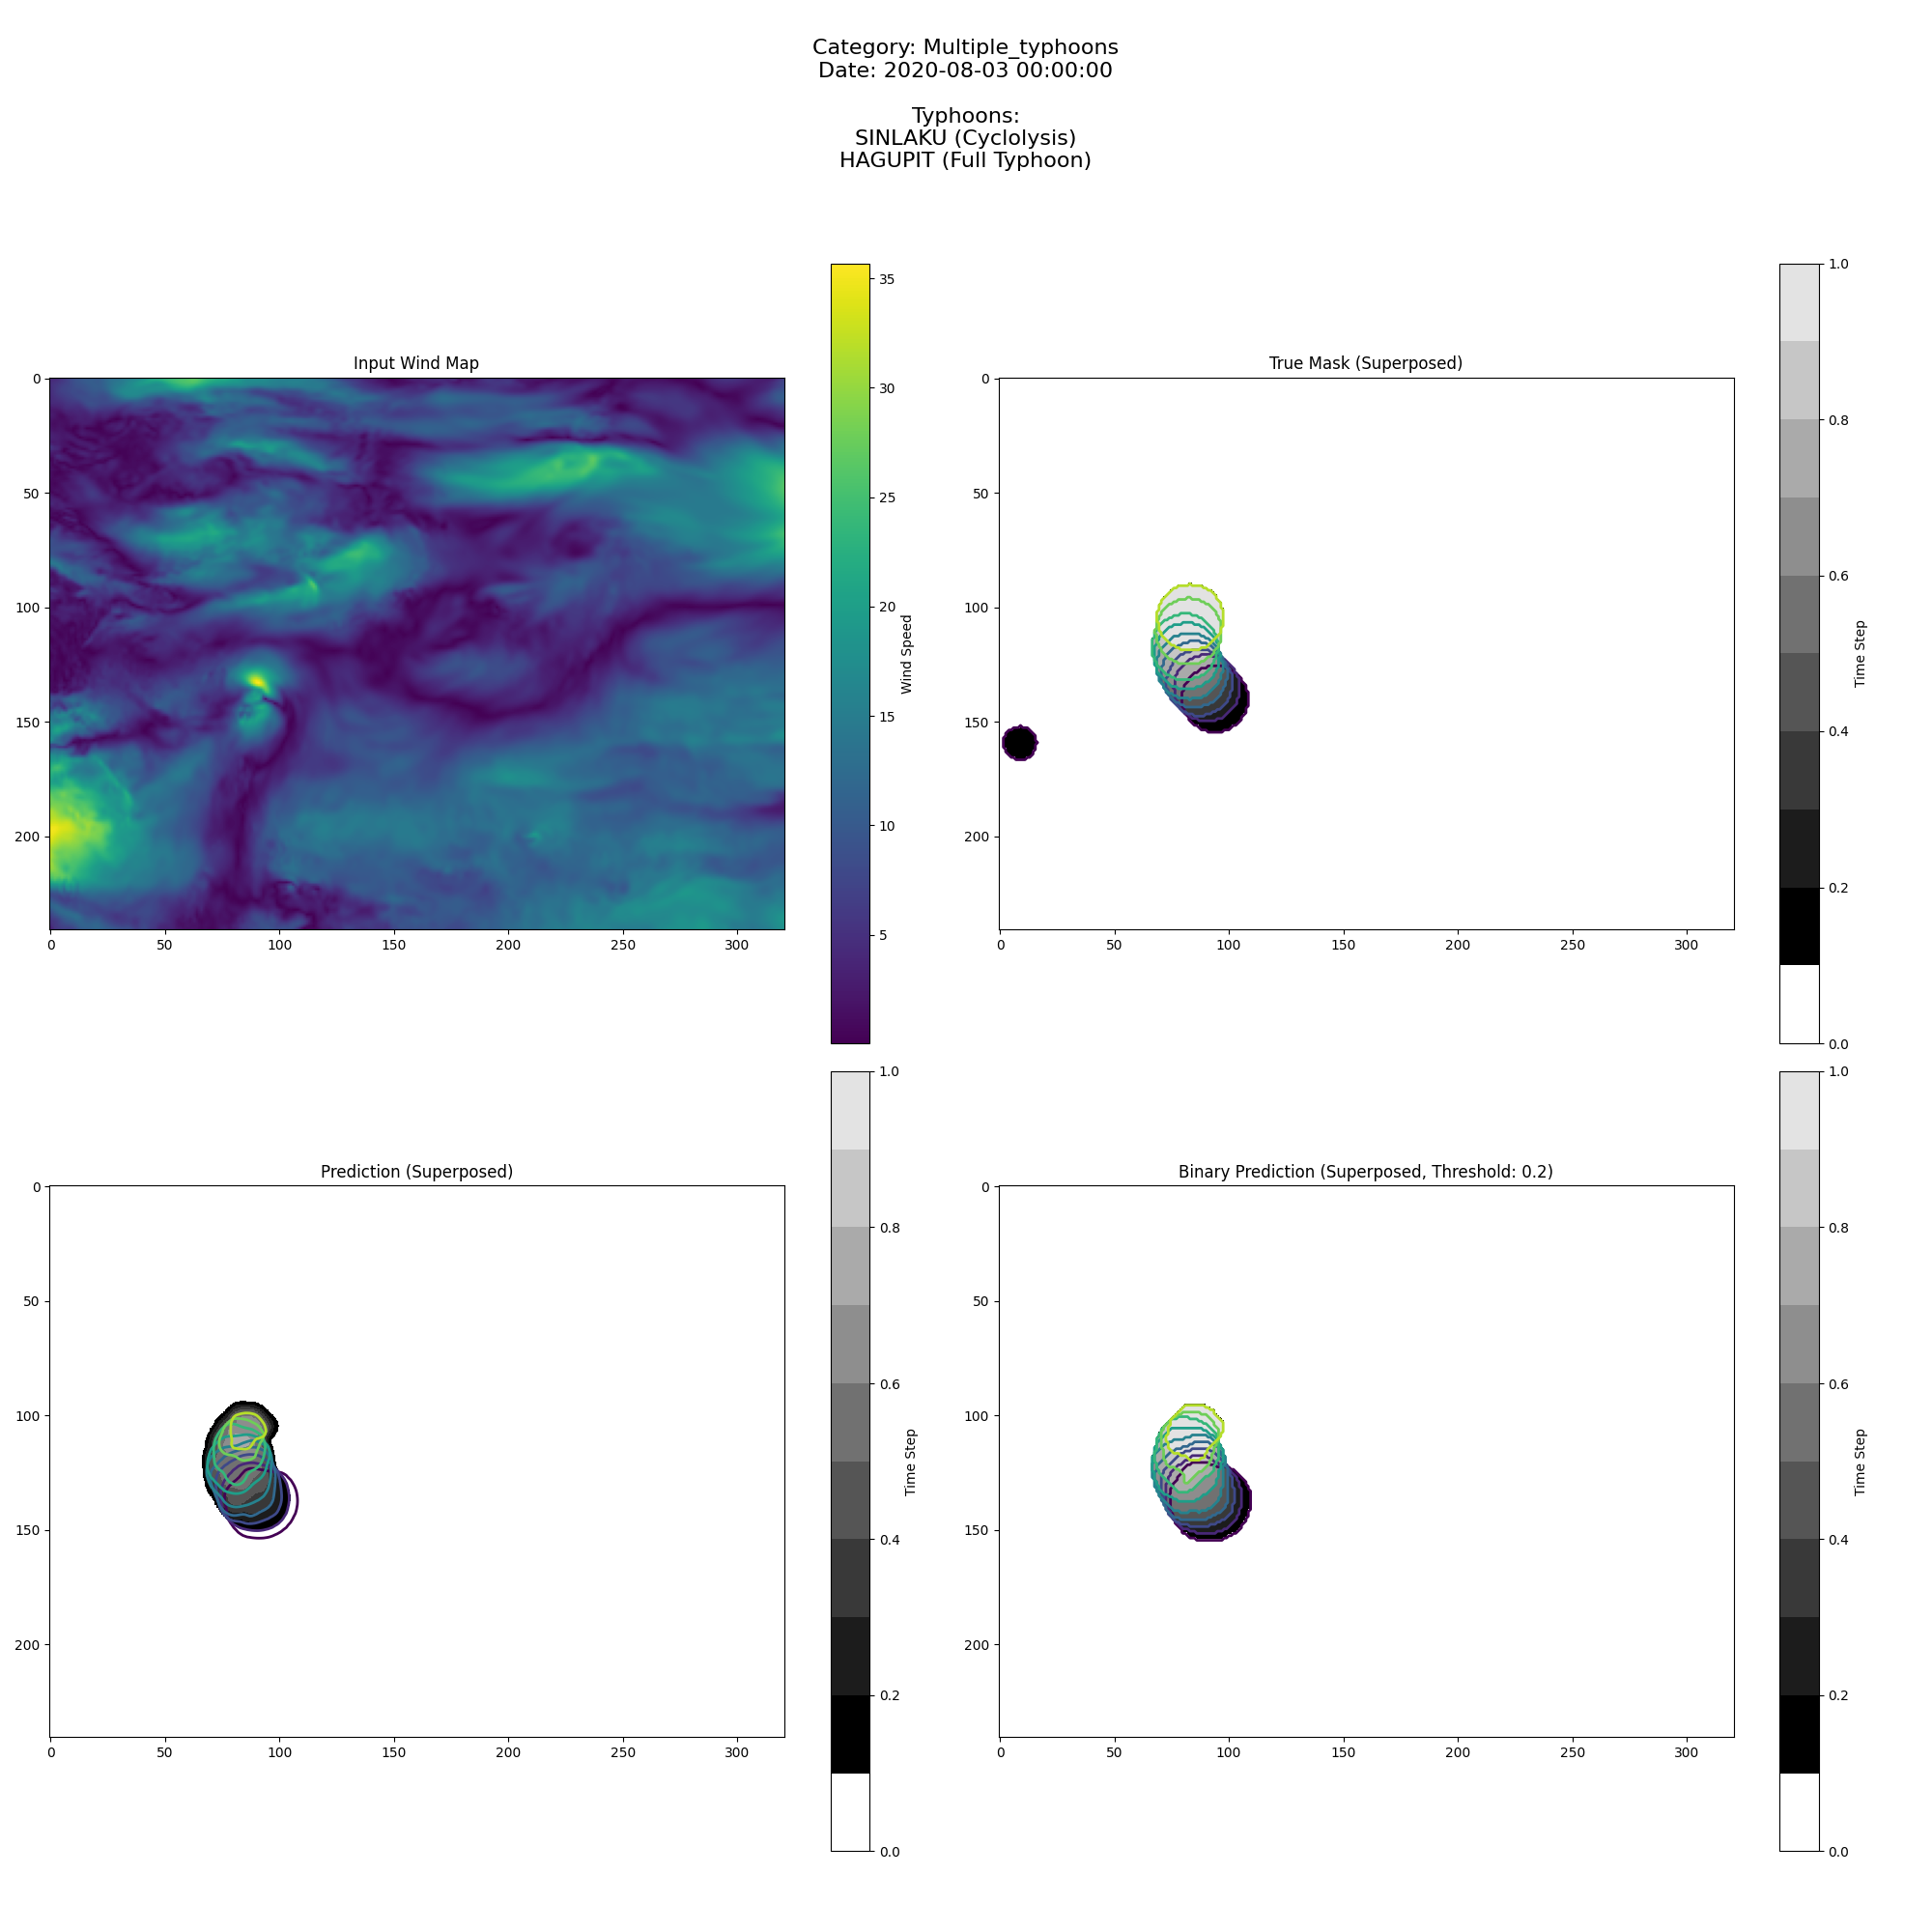 Category: Multiple_typhoons
Date: 2020-08-03 00:00:00
Typhoons:
SINLAKU (Cyclolysis)
HAGUPIT (Full Typhoon)
Input Wind Map
0
50
100
150
200
0 50 100 150 200 250 300
35
30
25
20
15
10
5
Wind Speed
True Mask (Superposed)
0
50
100
150
200
0 50 100 150 200 250 300
1.0
0.8
0.6
0.4
0.2
0.0
Time Step
Prediction (Superposed)
0
50
100
150
200
0 50 100 150 200 250 300
1.0
0.8
0.6
0.4
0.2
0.0
Time Step
Binary Prediction (Superposed, Threshold: 0.2)
0
50
100
150
200
0 50 100 150 200 250 300
1.0
0.8
0.6
0.4
0.2
0.0
Time Step